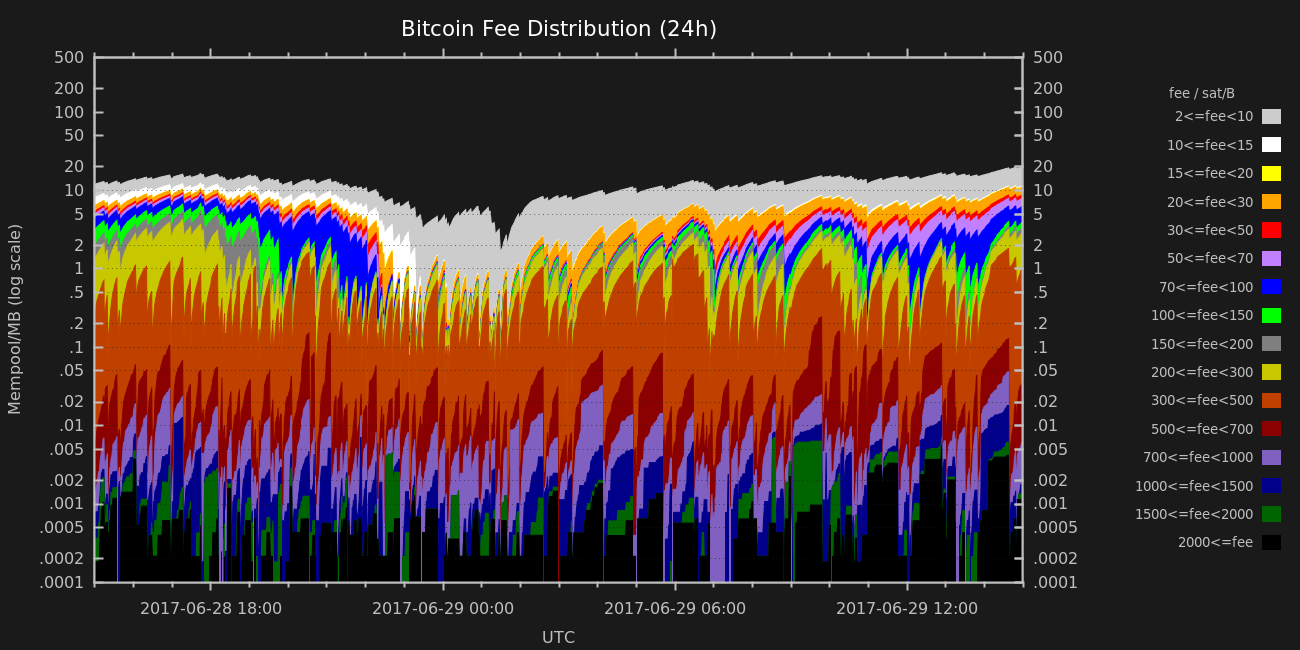 Bitcoin Fee Distribution (24h)
500
200
100
50
20
10
5
2
1
.5
.2
.1
.05
.02
.01
.005
.002
.001
.0005
.0002
.0001
Mempool/MB (log scale)
500
200
100
50
20
10
5
2
1
.5
.2
.1
.05
.02
.01
.005
.002
.001
.0005
.0002
.0001
2017-06-28 18:00 2017-06-29 00:00 2017-06-29 06:00 2017-06-29 12:00
UTC
fee / sat/B
2<=fee<10
10<=fee<15
15<=fee<20
20<=fee<30
30<=fee<50
50<=fee<70
70<=fee<100
100<=fee<150
150<=fee<200
200<=fee<300
300<=fee<500
500<=fee<700
700<=fee<1000
1000<=fee<1500
1500<=fee<2000
2000<=fee